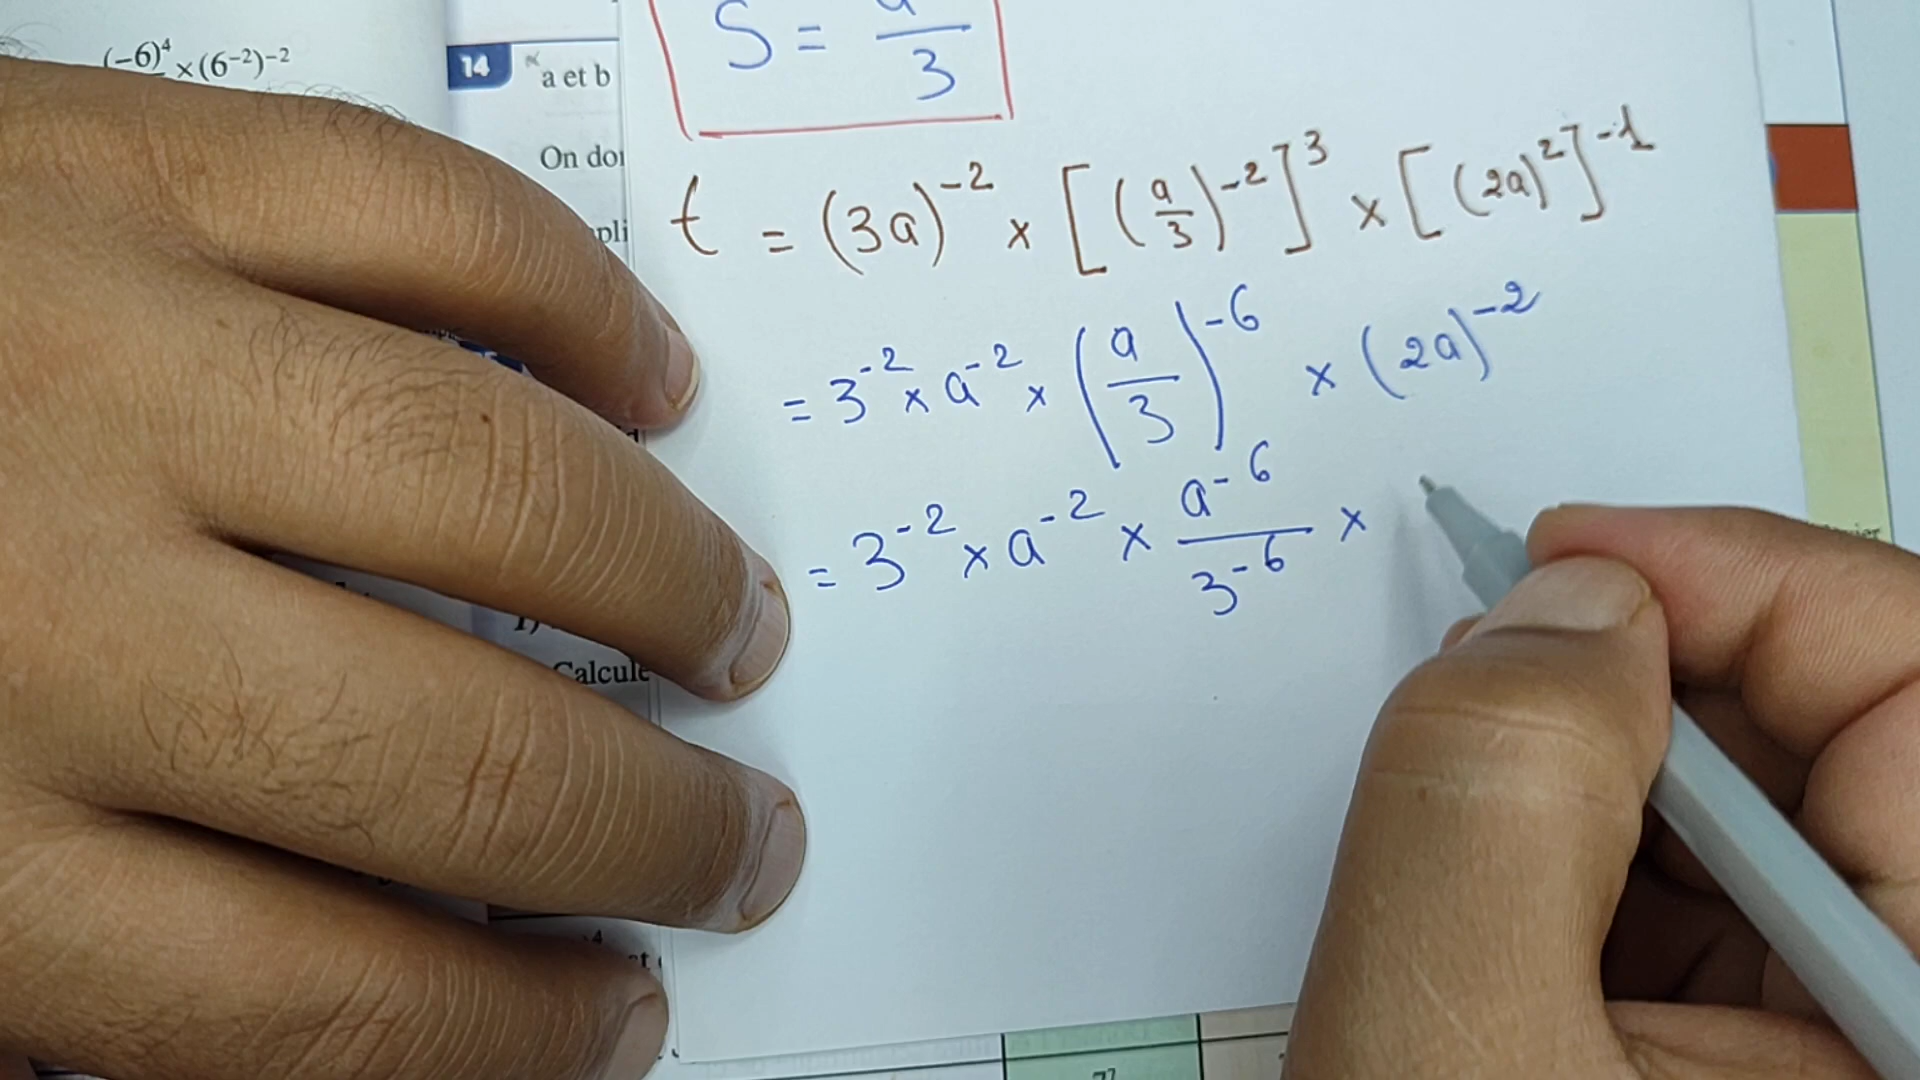 (-6)⁴ × (6⁻²)⁻²
14 a et b
On
S = 3
t = (3a)⁻² × [(a/3)⁻²]³ × [(2a)²]⁻¹
= 3⁻² × a⁻² × (a/3)⁻⁶ × (2a)⁻²
= 3⁻² × a⁻² × a⁻⁶/3⁻⁶ ×
Calcule